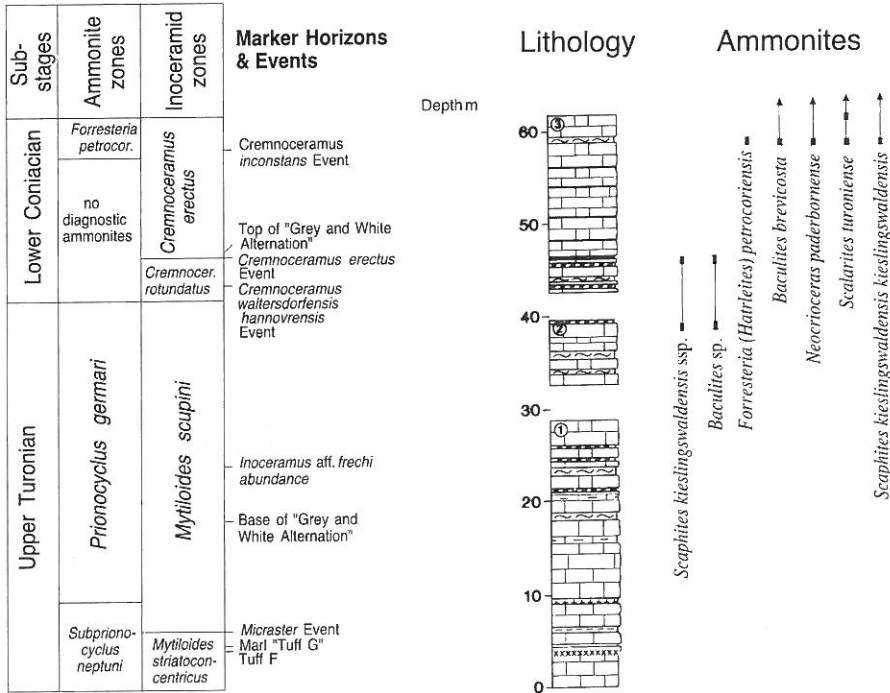 Sub-
stages
Ammonite
zones
Inoceramid
zones
Marker Horizons
& Events
Lithology
Ammonites
Depth m
Lower Coniacian
Upper Turonian
Forresteria
petrocor.
no
diagnostic
ammonites
Prionocyclus germari
Subpriono-
cyclus
neptuni
Cremnoceramus
erectus
Cremnocer.
rotundatus
Mytiloides scupini
Mytiloides
striatocon-
centricus
Cremnoceramus
inconstans Event
Top of "Grey and White
Alternation"
Cremnoceramus erectus
Event
Cremnoceramus
waltersdorfensis
hannovrensis
Event
Inoceramus aff. frechi
abundance
Base of "Grey and
White Alternation"
Micraster Event
Marl "Tuff G"
Tuff F
60
50
40
30
20
10
0
3
2
1
Scaphites kieslingswaldensis ssp.
Baculites sp.
Forresteria (Hatrleites) petrocoriensis
Baculites brevicosta
Neocrioceras paderbornense
Scalarites turoniense
Scaphites kieslingswaldensis kieslingswaldensis